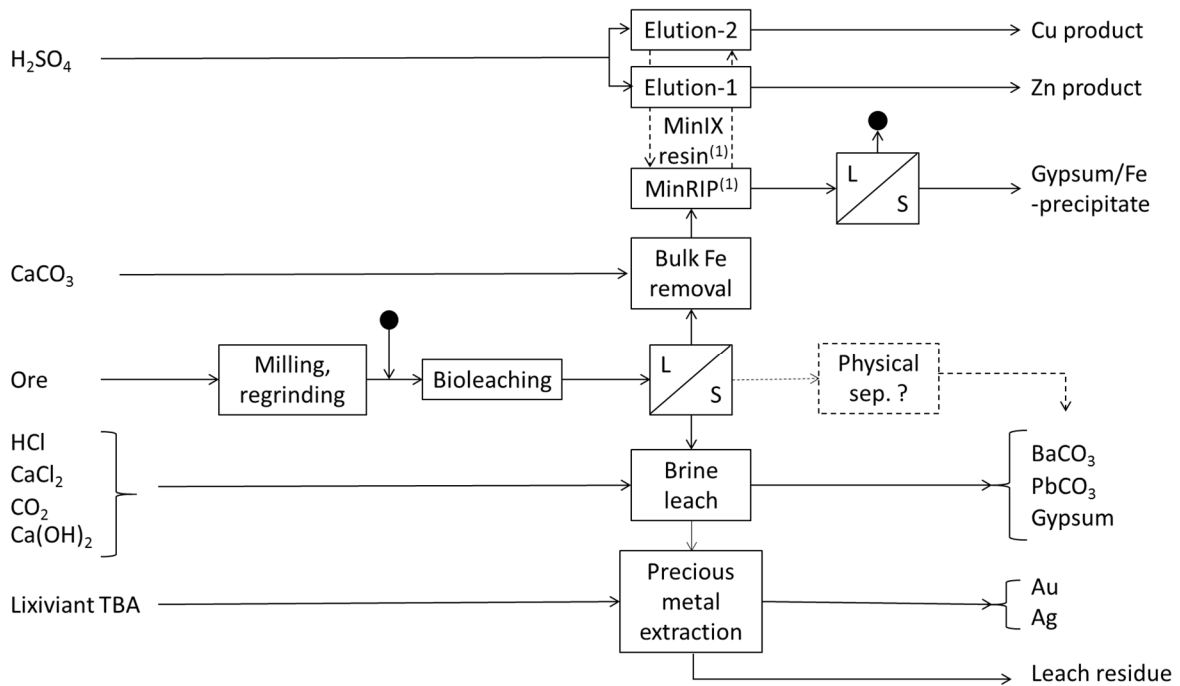 Elution-2
Cu product
H₂SO₄
Elution-1
Zn product
MinIX
resin⁽¹⁾
MinRIP⁽¹⁾
L
S
Gypsum/Fe
-precipitate
CaCO₃
Bulk Fe
removal
Ore
Milling,
regrinding
Bioleaching
L
S
Physical
sep. ?
HCl
CaCl₂
CO₂
Ca(OH)₂
Brine
leach
BaCO₃
PbCO₃
Gypsum
Lixiviant TBA
Precious
metal
extraction
Au
Ag
Leach residue